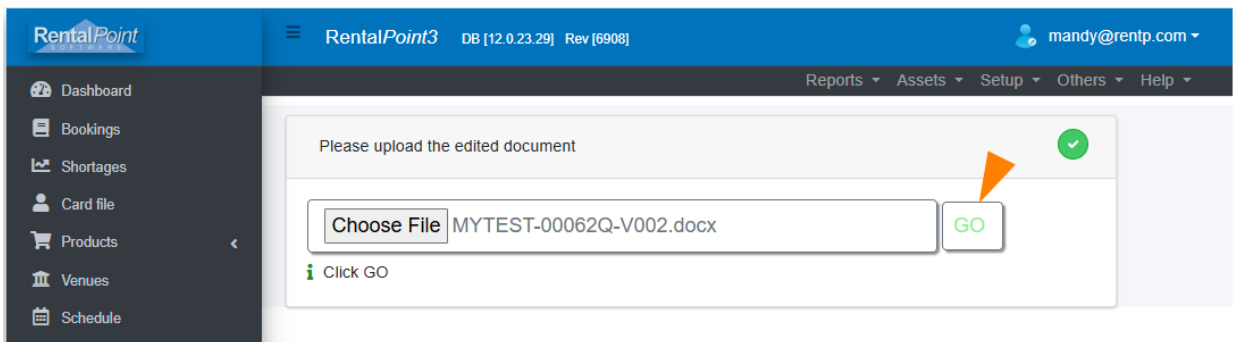 RentalPoint
SOFTWARE
RentalPoint3 DB [12.0.23.29] Rev [6908]
mandy@rentp.com
Reports Assets Setup Others Help
Dashboard
Bookings
Shortages
Card file
Products
Venues
Schedule
Please upload the edited document
Choose File MYTEST-00062Q-V002.docx
GO
Click GO